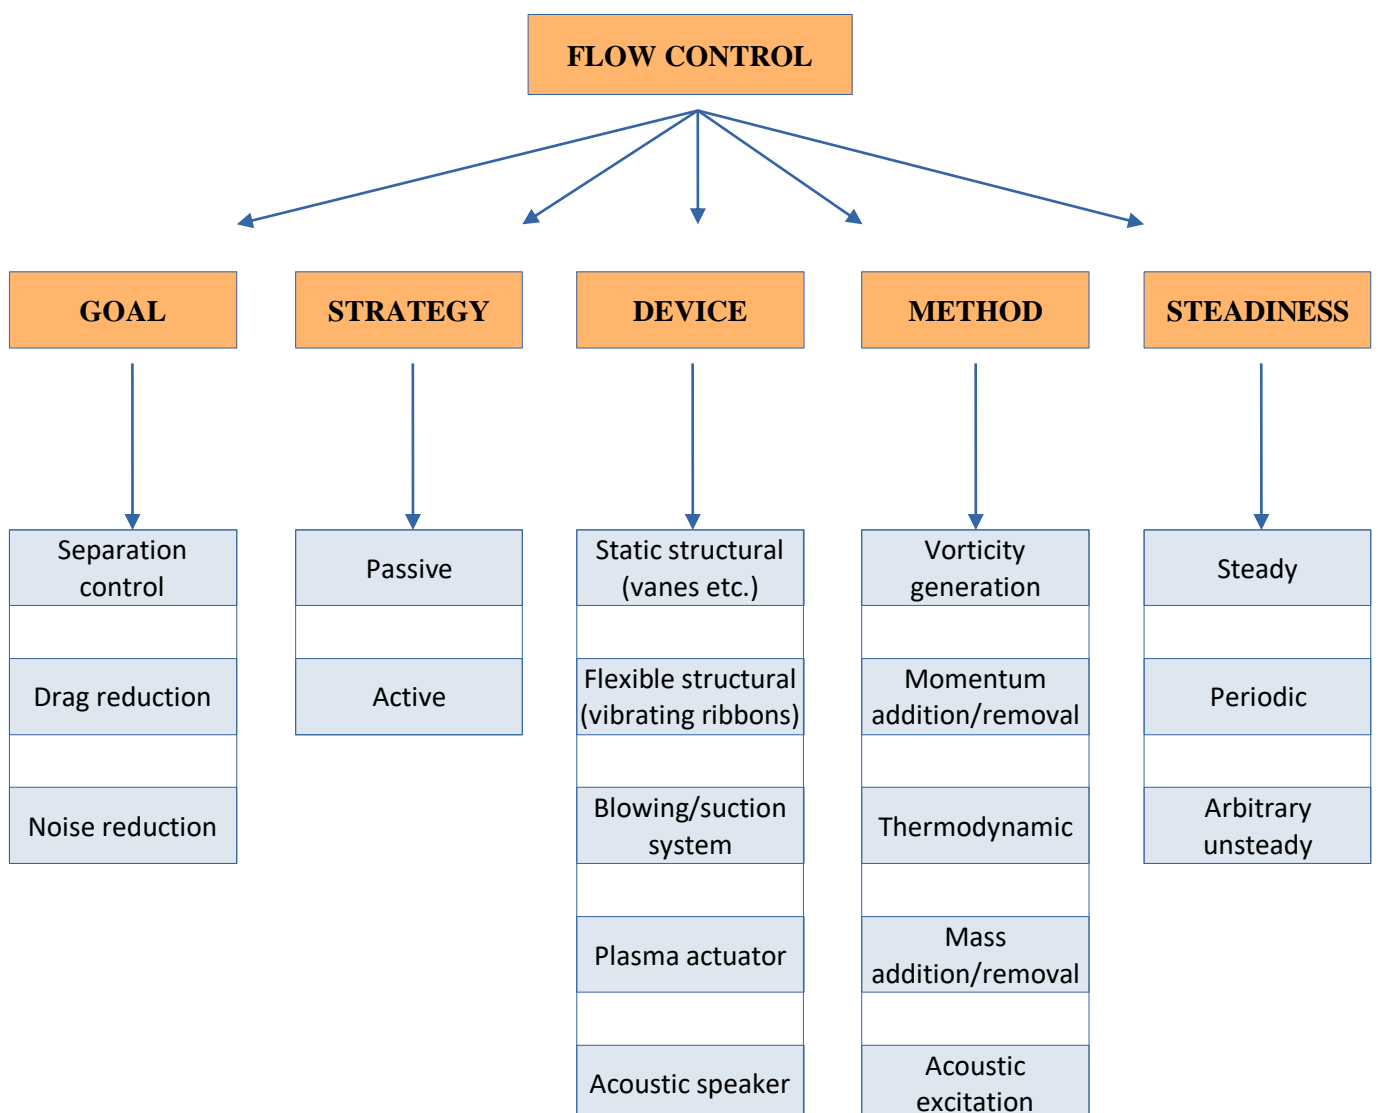 FLOW CONTROL
GOAL
STRATEGY
DEVICE
METHOD
STEADINESS
Separation
control
Drag reduction
Noise reduction
Passive
Active
Static structural
(vanes etc.)
Flexible structural
(vibrating ribbons)
Blowing/suction
system
Plasma actuator
Acoustic speaker
Vorticity
generation
Momentum
addition/removal
Thermodynamic
Mass
addition/removal
Acoustic
excitation
Steady
Periodic
Arbitrary
unsteady